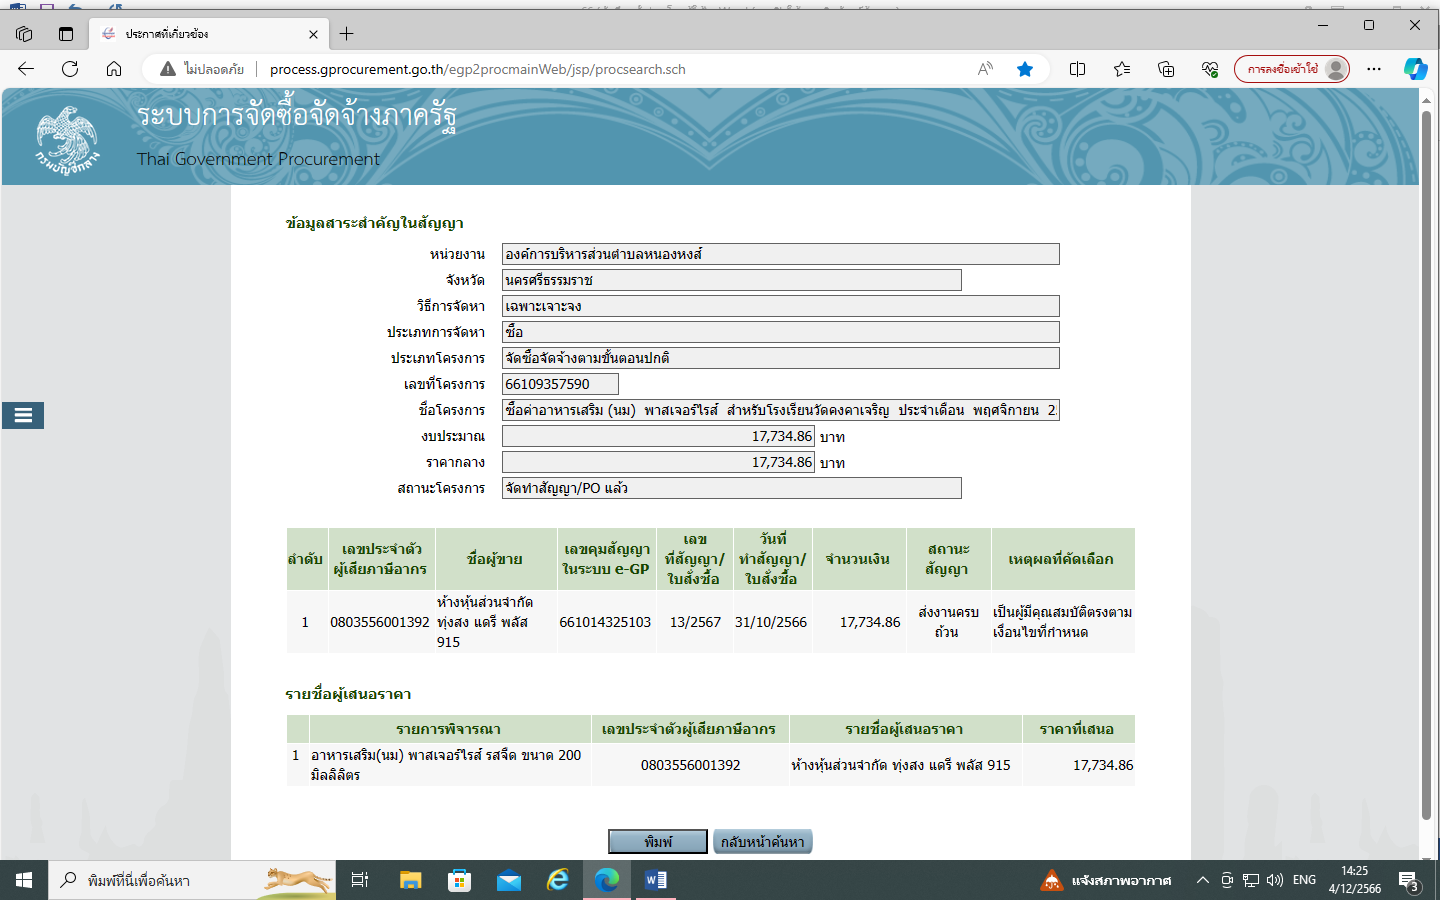 ประกาศที่เกี่ยวข้อง
ไม่ปลอดภัย
process.gprocurement.go.th/egp2procmainWeb/jsp/procsearch.sch
การลงชื่อเข้าใช้
ระบบการจัดซื้อจัดจ้างภาครัฐ
Thai Government Procurement
กรมบัญชีกลาง
ข้อมูลสาระสำคัญในสัญญา
หน่วยงาน องค์การบริหารส่วนตำบลหนองหงส์
จังหวัด นครศรีธรรมราช
วิธีการจัดหา เฉพาะเจาะจง
ประเภทการจัดหา ซื้อ
ประเภทโครงการ จัดซื้อจัดจ้างตามขั้นตอนปกติ
เลขที่โครงการ 66109357590
ชื่อโครงการ ซื้อค่าอาหารเสริม (นม) พาสเจอร์ไรส์ สำหรับโรงเรียนวัดคงคาเจริญ ประจำเดือน พฤศจิกายน
งบประมาณ 17,734.86 บาท
ราคากลาง 17,734.86 บาท
สถานะโครงการ จัดทำสัญญา/PO แล้ว
ลำดับ เลขประจำตัวผู้เสียภาษีอากร ชื่อผู้ขาย เลขคุมสัญญาในระบบ e-GP เลขที่สัญญา/ใบสั่งซื้อ วันที่ทำสัญญา/ใบสั่งซื้อ จำนวนเงิน สถานะสัญญา เหตุผลที่คัดเลือก
1 0803556001392 ห้างหุ้นส่วนจำกัด ทุ่งสง แดรี่ พลัส 915 661014325103 13/2567 31/10/2566 17,734.86 ส่งงานครบถ้วน เป็นผู้มีคุณสมบัติตรงตามเงื่อนไขที่กำหนด
รายชื่อผู้เสนอราคา
รายการพิจารณา เลขประจำตัวผู้เสียภาษีอากร รายชื่อผู้เสนอราคา ราคาที่เสนอ
1 อาหารเสริม(นม) พาสเจอร์ไรส์ รสจืด ขนาด 200 มิลลิลิตร 0803556001392 ห้างหุ้นส่วนจำกัด ทุ่งสง แดรี่ พลัส 915 17,734.86
พิมพ์ กลับหน้าค้นหา
พิมพ์ที่นี่เพื่อค้นหา
แจ้งสภาพอากาศ
ENG
14:25
4/12/2566
3